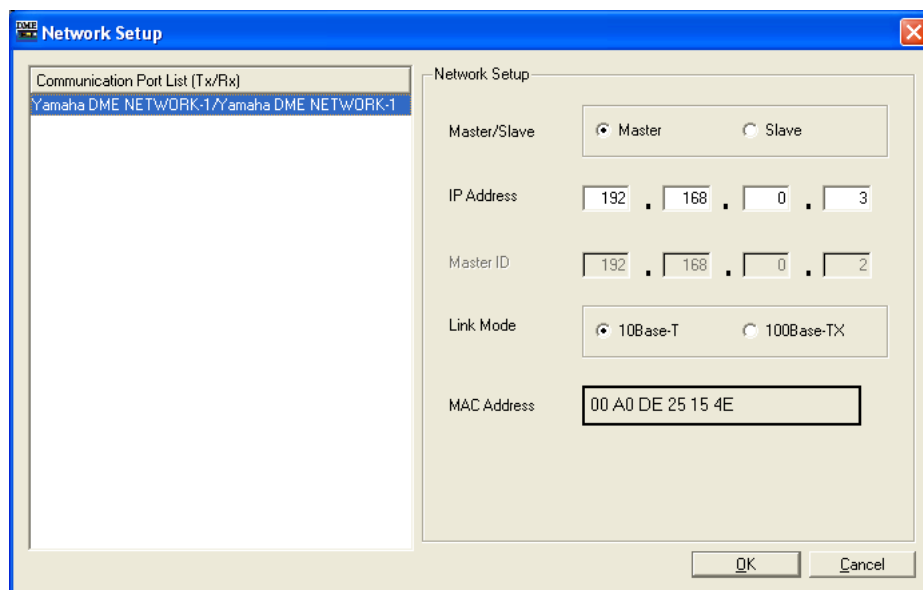 DME Network Setup
Communication Port List (Tx/Rx)
Yamaha DME NETWORK-1/Yamaha DME NETWORK-1
Network Setup
Master/Slave Master Slave
IP Address 192 . 168 . 0 . 3
Master ID 192 . 168 . 0 . 2
Link Mode 10Base-T 100Base-TX
MAC Address 00 A0 DE 25 15 4E
OK Cancel